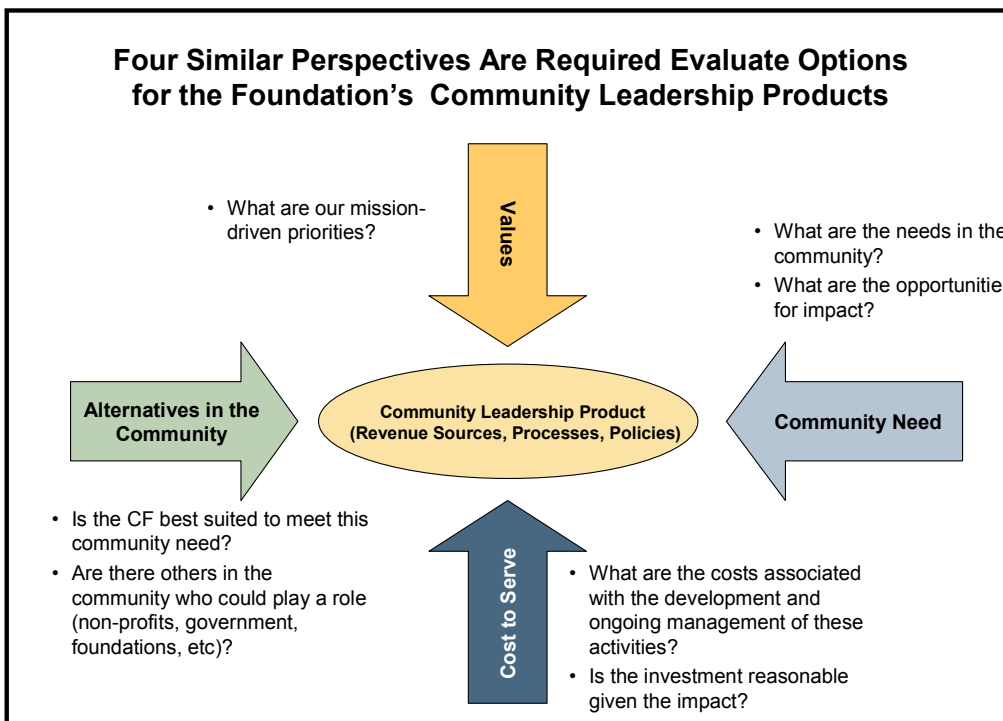 Four Similar Perspectives Are Required Evaluate Options
for the Foundation's Community Leadership Products
• What are our mission-
driven priorities?
Values
• What are the needs in the
community?
• What are the opportunitie
for impact?
Alternatives in the
Community
Community Leadership Product
(Revenue Sources, Processes, Policies)
Community Need
• Is the CF best suited to meet this
community need?
• Are there others in the
community who could play a role
(non-profits, government,
foundations, etc)?
Cost to Serve
• What are the costs associated
with the development and
ongoing management of these
activities?
• Is the investment reasonable
given the impact?